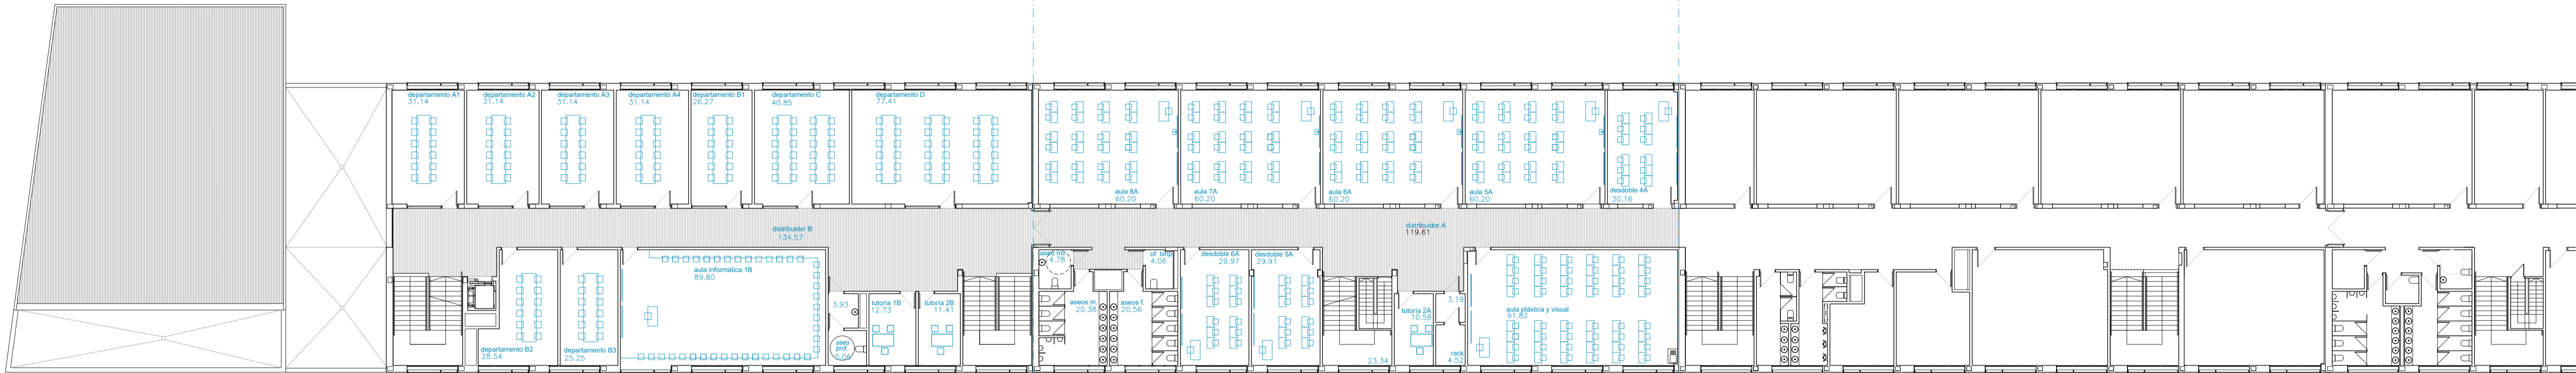 departamento A1
31.14
departamento A2
31.14
departamento A3
31.14
departamento A4
31.14
departamento B1
26.27
departamento C
40.85
departamento D
77.41
aula 8A
60.20
aula 7A
60.20
aula 6A
60.20
aula 5A
60.20
desdoble 4A
30.16
distribuidor B
134.57
distribuidor A
119.61
departamento B2
28.54
departamento B3
25.25
aula informática 1B
89.80
3.93
aseo
prof.
5.06
tutoría 1B
12.73
tutoría 2B
11.41
aseo mv
4.78
of limp
4.06
aseos m.
20.38
aseos f.
20.56
desdoble 6A
29.97
desdoble 5A
29.91
23.34
tutoría 2A
10.58
3.19
rack
4.52
aula plástica y visual
91.82